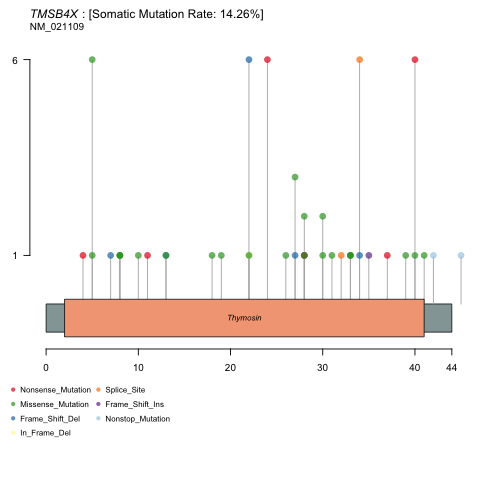 TMSB4X : [Somatic Mutation Rate: 14.26%]
NM_021109
6
1
Thymosin
0 10 20 30 40 44
Nonsense_Mutation Splice_Site
Missense_Mutation Frame_Shift_Ins
Frame_Shift_Del Nonstop_Mutation
In_Frame_Del